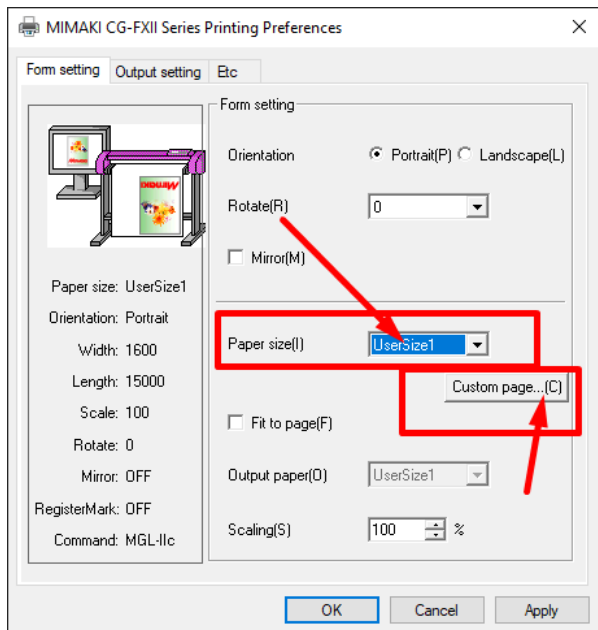 MIMAKI CG-FXII Series Printing Preferences
Form setting Output setting Etc
Form setting
Orientation Portrait(P) Landscape(L)
Rotate(R) 0
Mirror(M)
Paper size: UserSize1
Orientation: Portrait
Width: 1600
Length: 15000
Scale: 100
Rotate: 0
Mirror: OFF
RegisterMark: OFF
Command: MGL-IIc
Paper size(I) UserSize1
Custom page...(C)
Fit to page(F)
Output paper(O) UserSize1
Scaling(S) 100 %
OK Cancel Apply